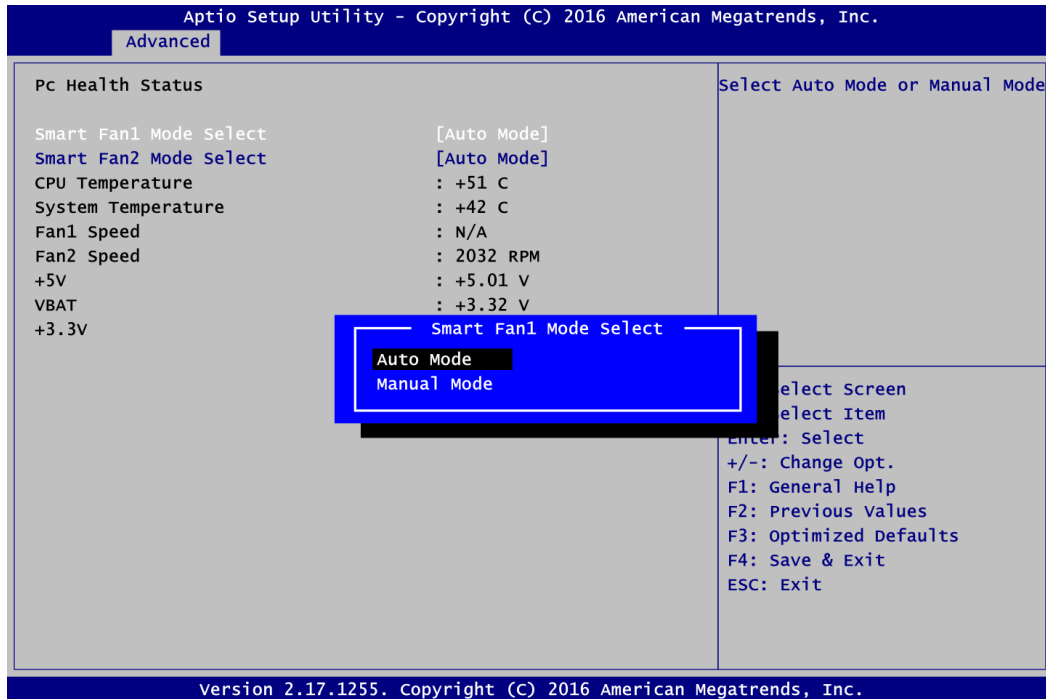 Aptio Setup Utility – Copyright (C) 2016 American Megatrends, Inc.
Advanced
Pc Health Status
Smart Fan1 Mode Select [Auto Mode]
Smart Fan2 Mode Select [Auto Mode]
CPU Temperature : +51 C
System Temperature : +42 C
Fan1 Speed : N/A
Fan2 Speed : 2032 RPM
+5V : +5.01 V
VBAT : +3.32 V
+3.3V
Smart Fan1 Mode Select
Auto Mode
Manual Mode
Select Auto Mode or Manual Mode
elect Screen
elect Item
Enter: Select
+/-: Change Opt.
F1: General Help
F2: Previous Values
F3: Optimized Defaults
F4: Save & Exit
ESC: Exit
Version 2.17.1255. Copyright (C) 2016 American Megatrends, Inc.